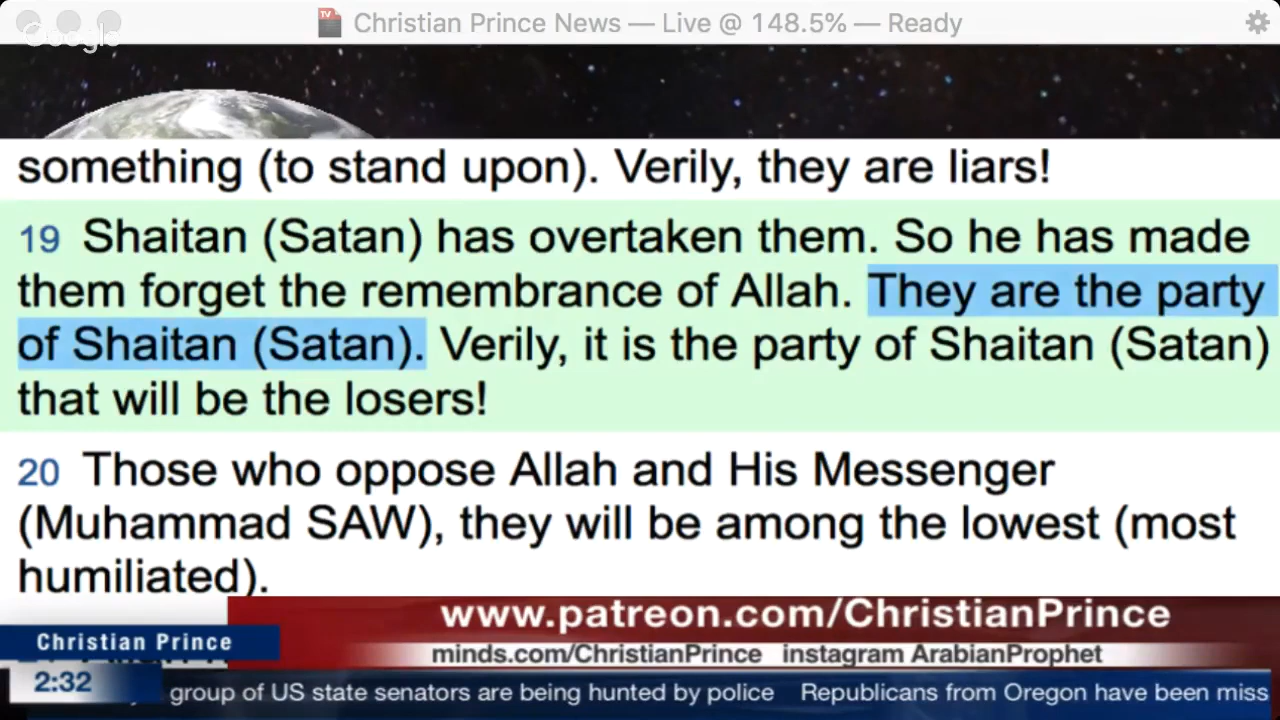 Christian Prince News — Live @ 148.5% — Ready
Google
something (to stand upon). Verily, they are liars!
19 Shaitan (Satan) has overtaken them. So he has made
them forget the remembrance of Allah. They are the party
of Shaitan (Satan). Verily, it is the party of Shaitan (Satan)
that will be the losers!
20 Those who oppose Allah and His Messenger
(Muhammad SAW), they will be among the lowest (most
humiliated).
www.patreon.com/ChristianPrince
Christian Prince
minds.com/ChristianPrince instagram ArabianProphet
2:32
group of US state senators are being hunted by police Republicans from Oregon have been miss